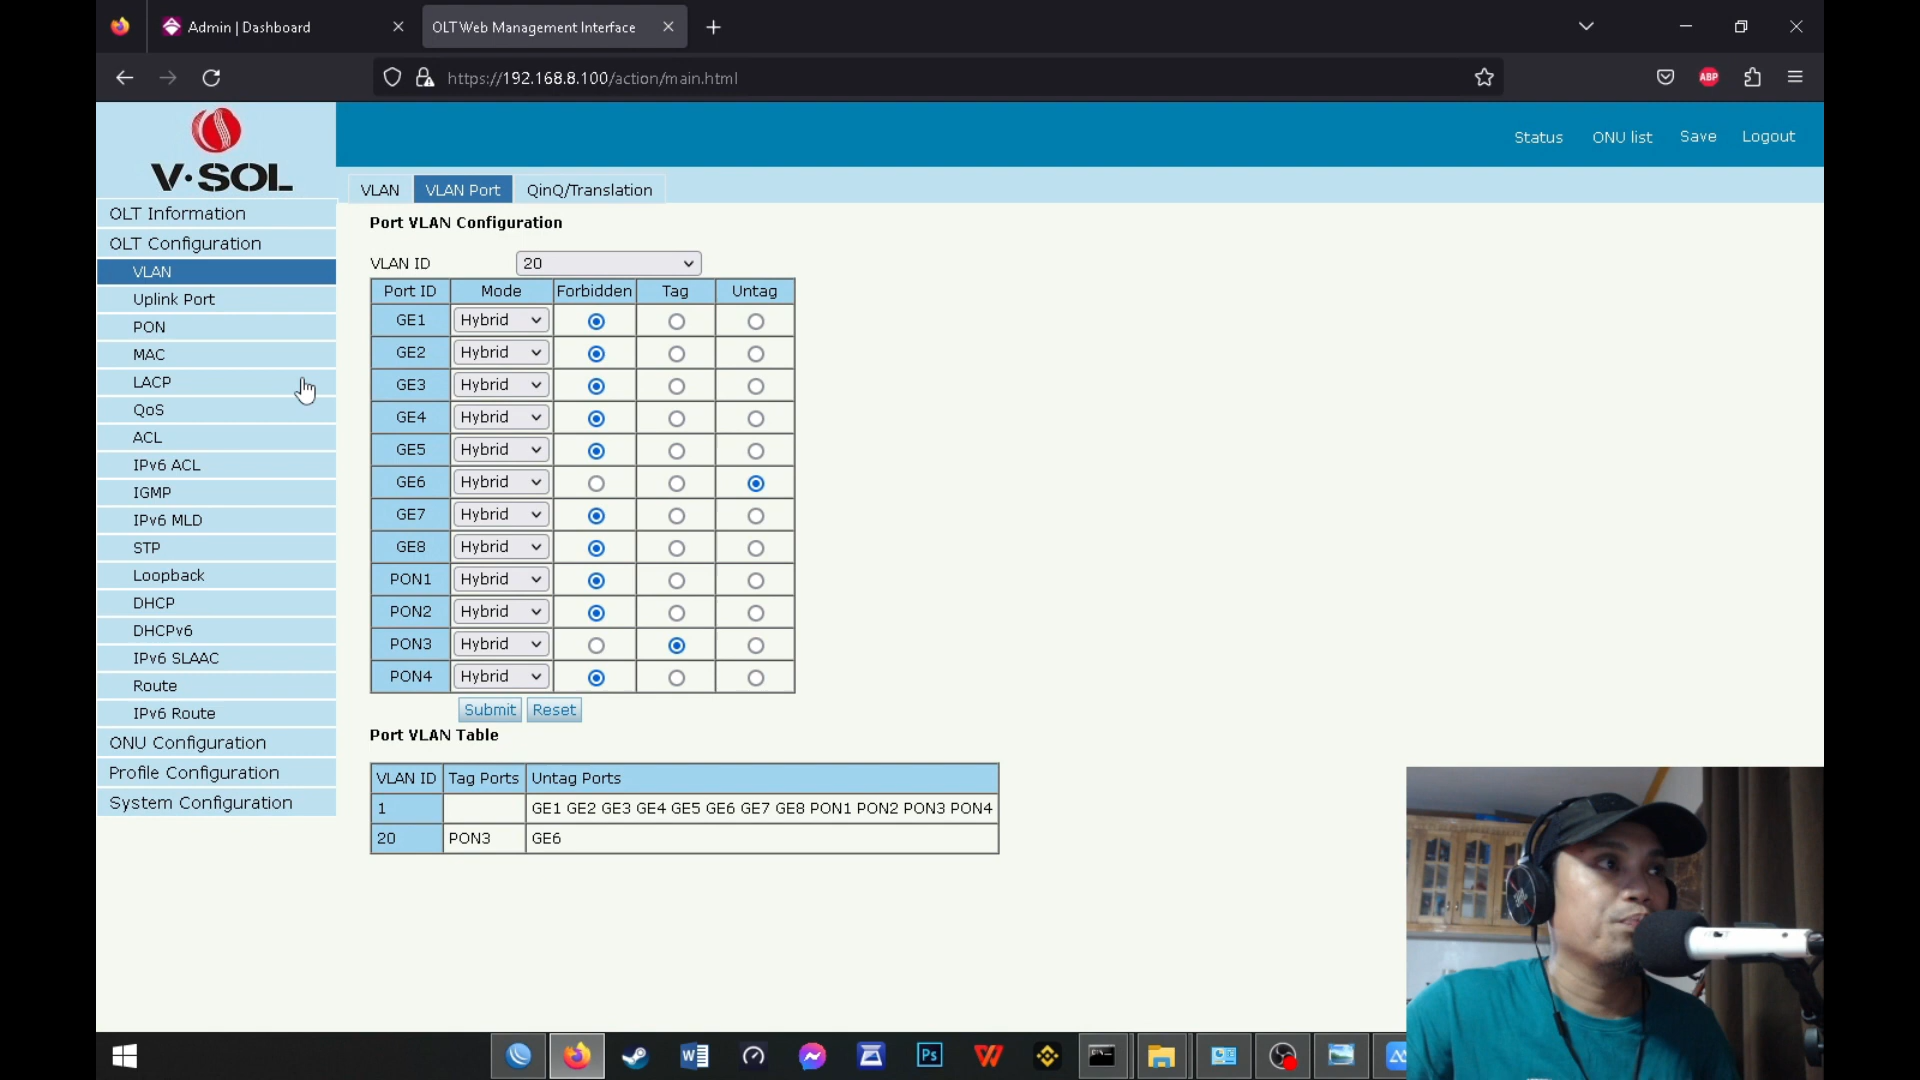 Admin | Dashboard
OLT Web Management Interface
https://192.168.8.100/action/main.html
ABP
V·SOL
Status ONU list Save Logout
VLAN VLAN Port QinQ/Translation
OLT Information
OLT Configuration
VLAN
Uplink Port
PON
MAC
LACP
QoS
ACL
IPv6 ACL
IGMP
IPv6 MLD
STP
Loopback
DHCP
DHCPv6
IPv6 SLAAC
Route
IPv6 Route
ONU Configuration
Profile Configuration
System Configuration
Port VLAN Configuration
VLAN ID 20
Port ID Mode Forbidden Tag Untag
GE1 Hybrid
GE2 Hybrid
GE3 Hybrid
GE4 Hybrid
GE5 Hybrid
GE6 Hybrid
GE7 Hybrid
GE8 Hybrid
PON1 Hybrid
PON2 Hybrid
PON3 Hybrid
PON4 Hybrid
Submit Reset
Port VLAN Table
VLAN ID Tag Ports Untag Ports
1 GE1 GE2 GE3 GE4 GE5 GE6 GE7 GE8 PON1 PON2 PON3 PON4
20 PON3 GE6
Ps
JBL